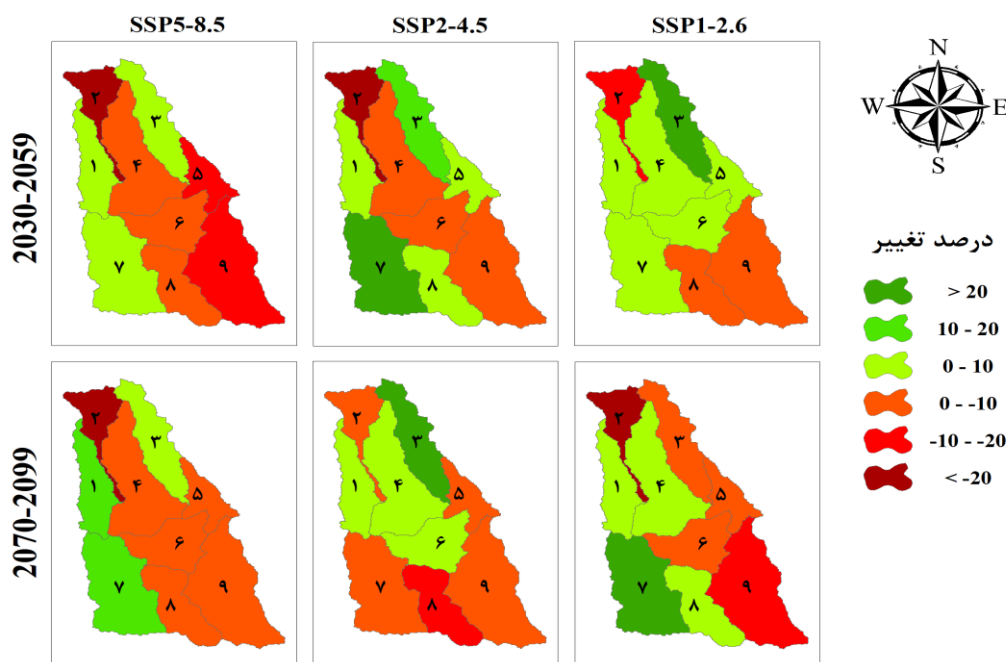 SSP5-8.5 SSP2-4.5 SSP1-2.6
N
W E
S
2030-2059
۲ ۳ ۱ ۴ ۵ ۶ ۷ ۸ ۹
۲ ۳ ۱ ۴ ۵ ۶ ۷ ۸ ۹
۲ ۳ ۱ ۴ ۵ ۶ ۷ ۸ ۹
درصد تغییر
> 20
10 - 20
0 - 10
0 - -10
-10 - -20
< -20
2070-2099
۲ ۳ ۱ ۴ ۵ ۶ ۷ ۸ ۹
۲ ۳ ۱ ۴ ۵ ۶ ۷ ۸ ۹
۲ ۳ ۱ ۴ ۵ ۶ ۷ ۸ ۹